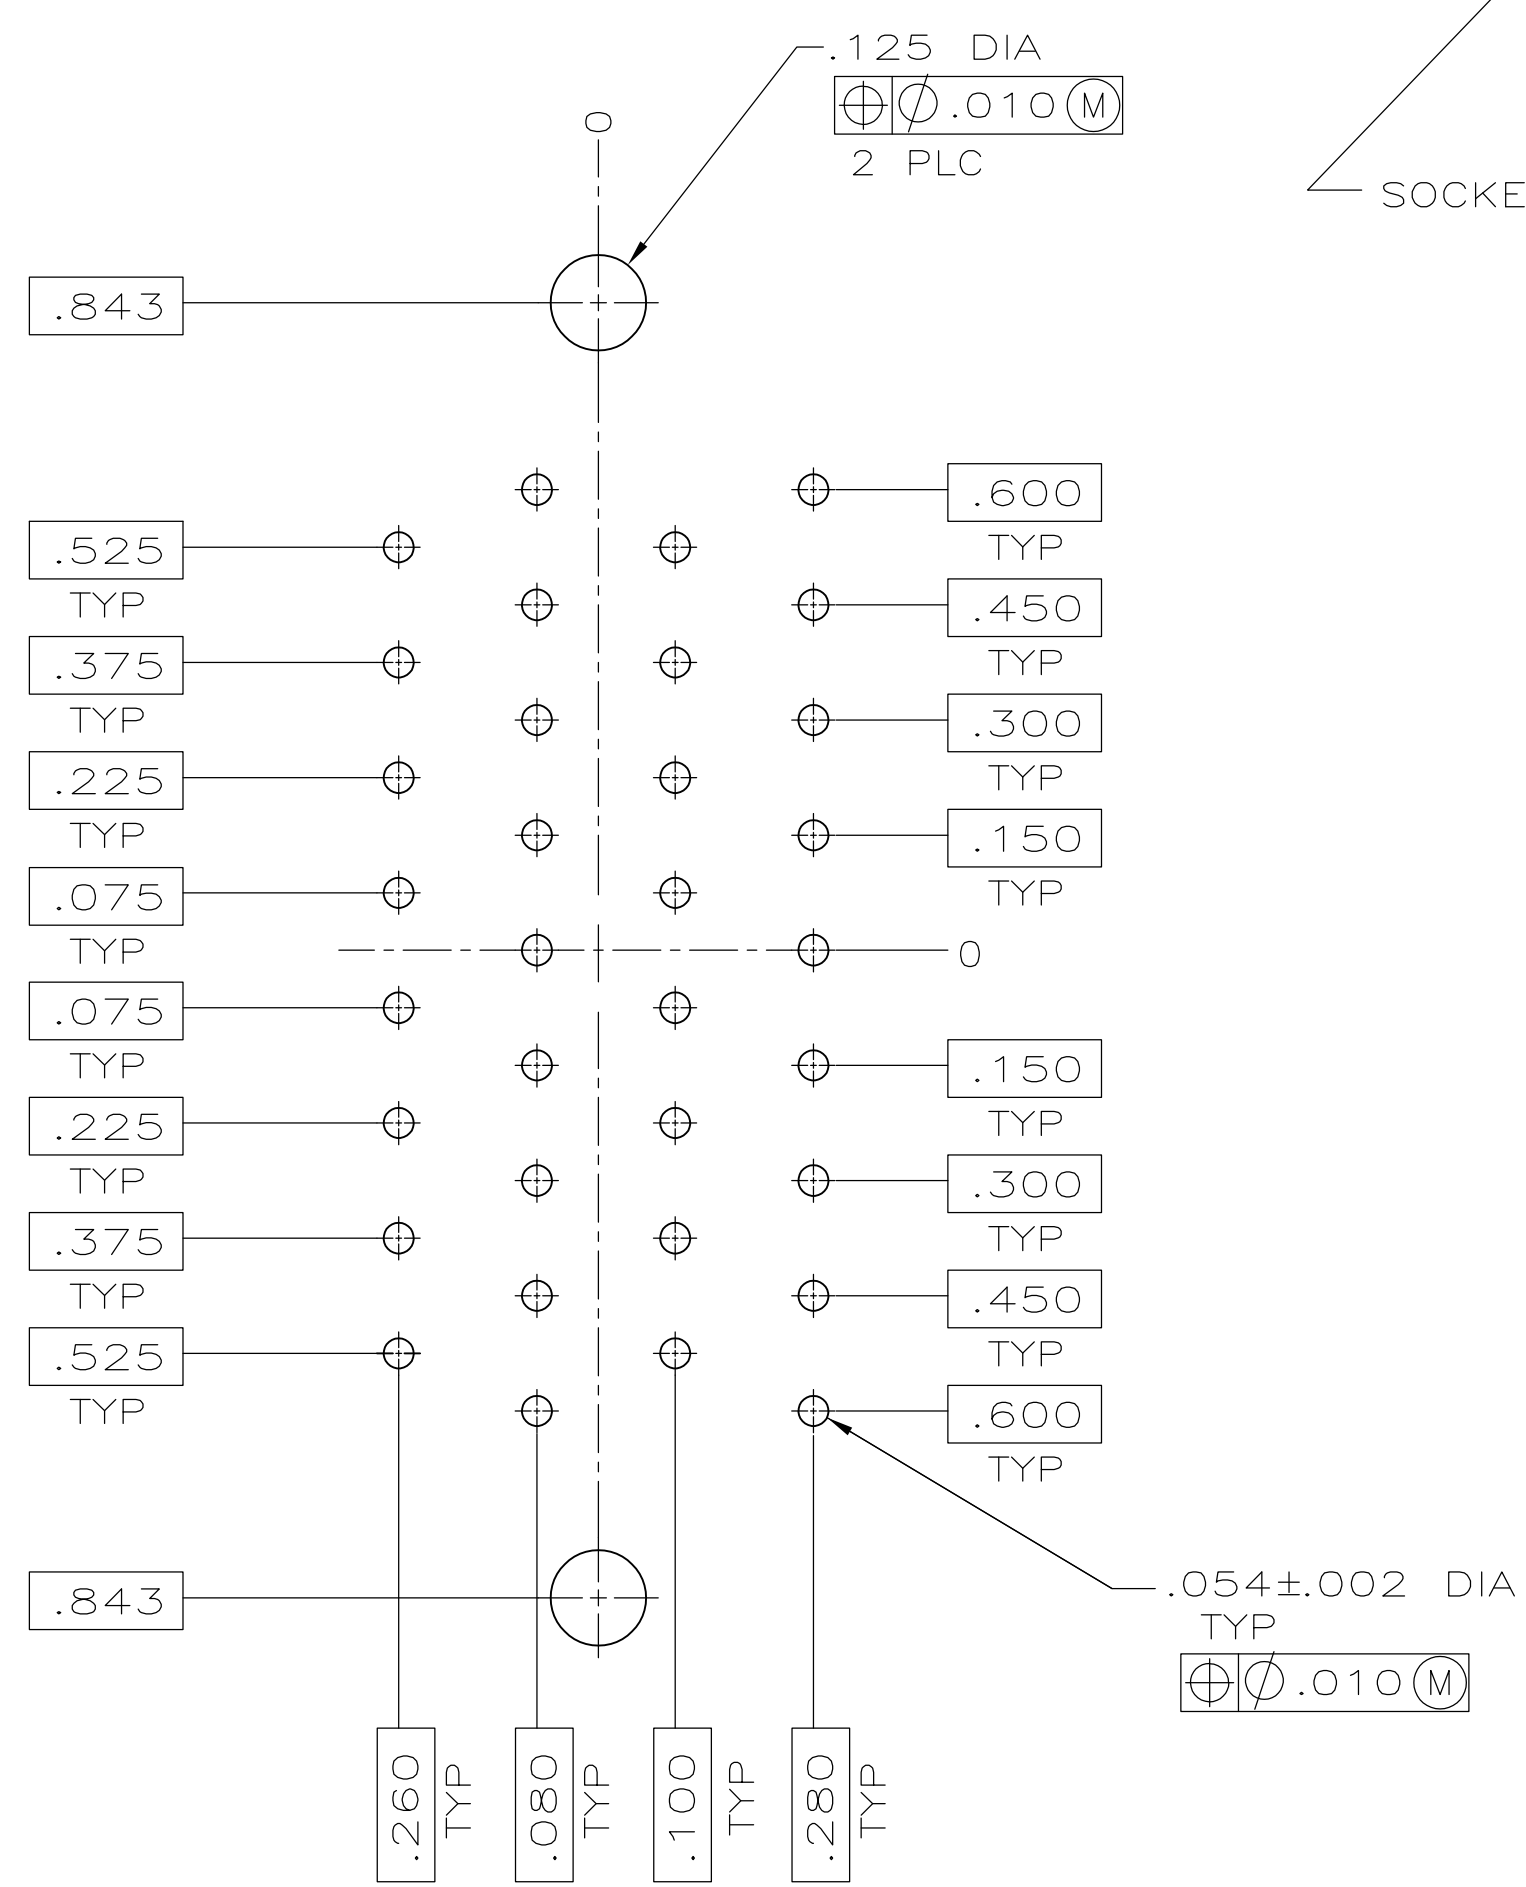 .125 DIA
⌖ ⌀.010 Ⓜ
2 PLC
SOCKE
0
.843
.600
TYP
.525
TYP
.450
TYP
.375
TYP
.300
TYP
.225
TYP
.150
TYP
.075
TYP
0
.075
TYP
.150
TYP
.225
TYP
.300
TYP
.375
TYP
.450
TYP
.525
TYP
.600
TYP
.843
.054±.002 DIA
TYP
⌖ ⌀.010 Ⓜ
.260
TYP
.080
TYP
.100
TYP
.280
TYP